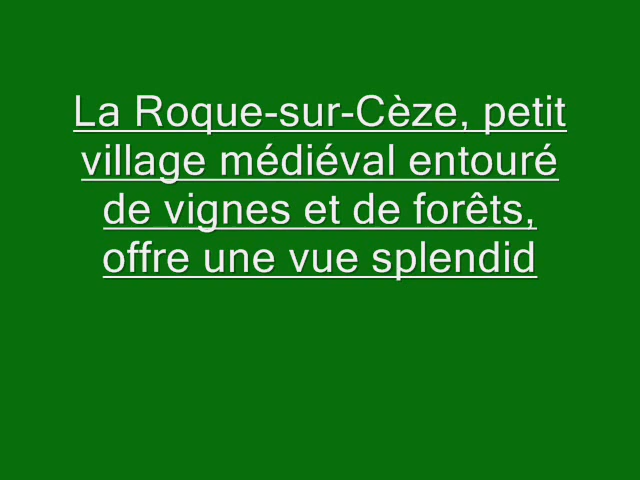 La Roque-sur-Cèze, petit
village médiéval entouré
de vignes et de forêts,
offre une vue splendid